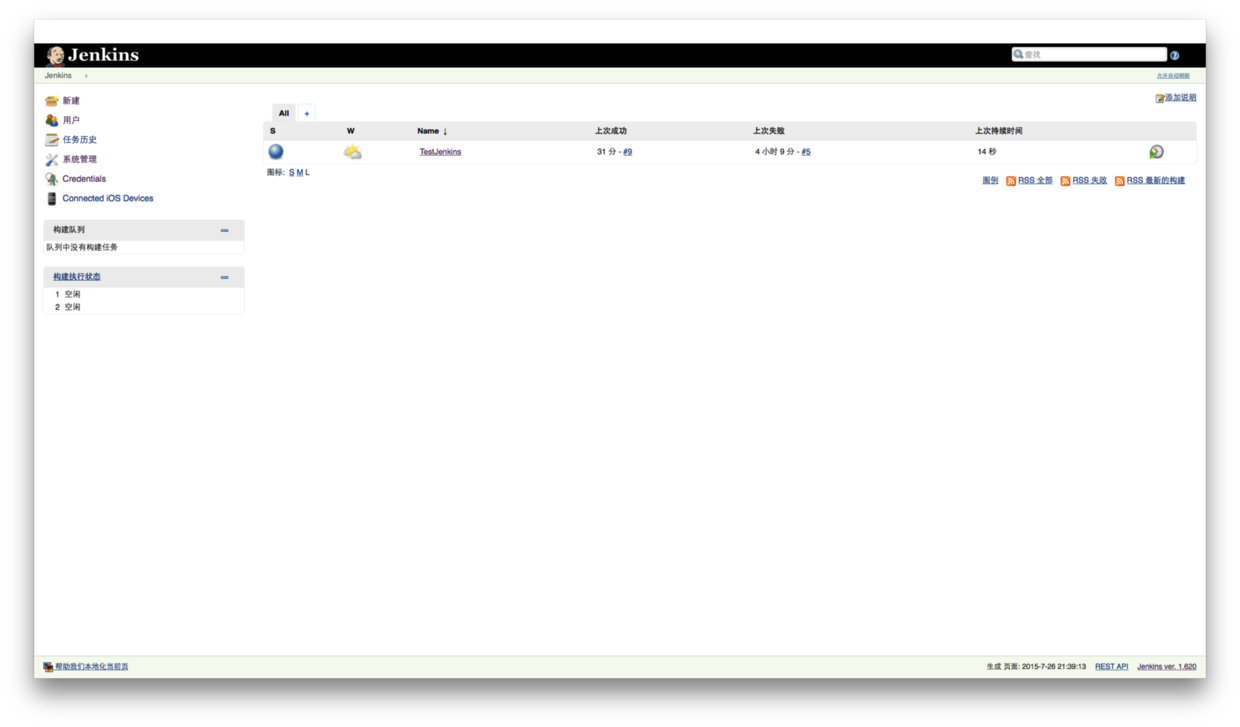 Jenkins
查找
Jenkins ›
允许自动刷新
新建
用户
任务历史
系统管理
Credentials
Connected iOS Devices
构建队列
队列中没有构建任务
构建执行状态
1 空闲
2 空闲
添加说明
All +
S W Name ↓ 上次成功 上次失败 上次持续时间
TestJenkins 31 分 - #9 4 小时 9 分 - #5 14 秒
图标: S M L
图例 RSS 全部 RSS 失败 RSS 最新的构建
帮助我们本地化当前页
生成 页面: 2015-7-26 21:39:13 REST API Jenkins ver. 1.620